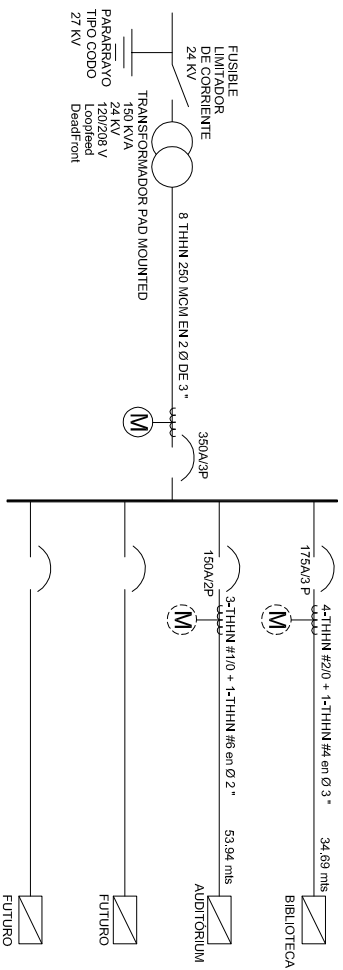 FUSIBLE
LIMITADOR
DE CORRIENTE
24 KV
PARARRAYO
TIPO CODO
27 KV
TRANSFORMADOR PAD MOUNTED
150 KVA
24 KV
120/208 V
Loopfeed
DeadFront
8 THHN 250 MCM EN 2 Ø DE 3 "
M
350A/3P
175A/3 P
4-THHN #2/0 + 1-THHN #4 en Ø 3 "
34,69 mts
M
BIBLIOTECA
150A/2P
3-THHN #1/0 + 1-THHN #6 en Ø 2 "
53.94 mts
M
AUDITÓRIUM
FUTURO
FUTURO